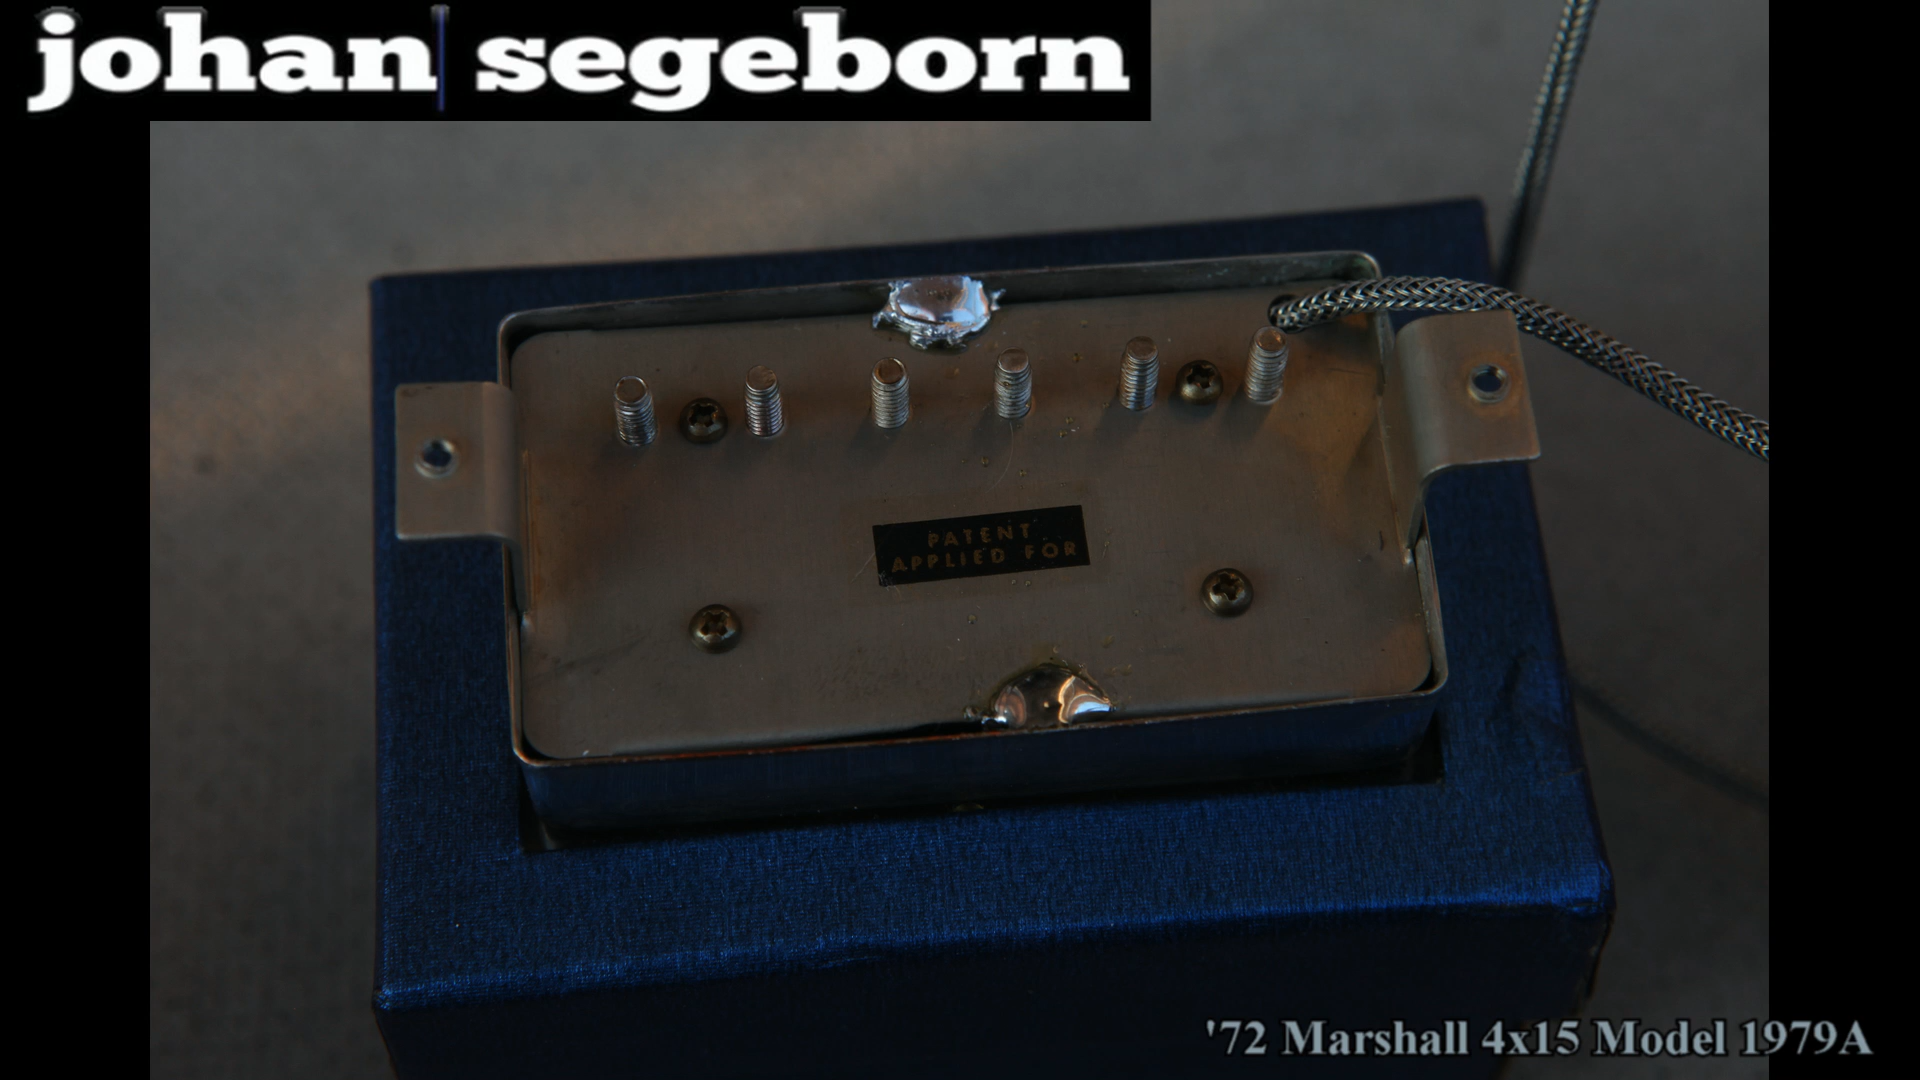 johan segeborn
PATENT
APPLIED FOR
'72 Marshall 4x15 Model 1979A